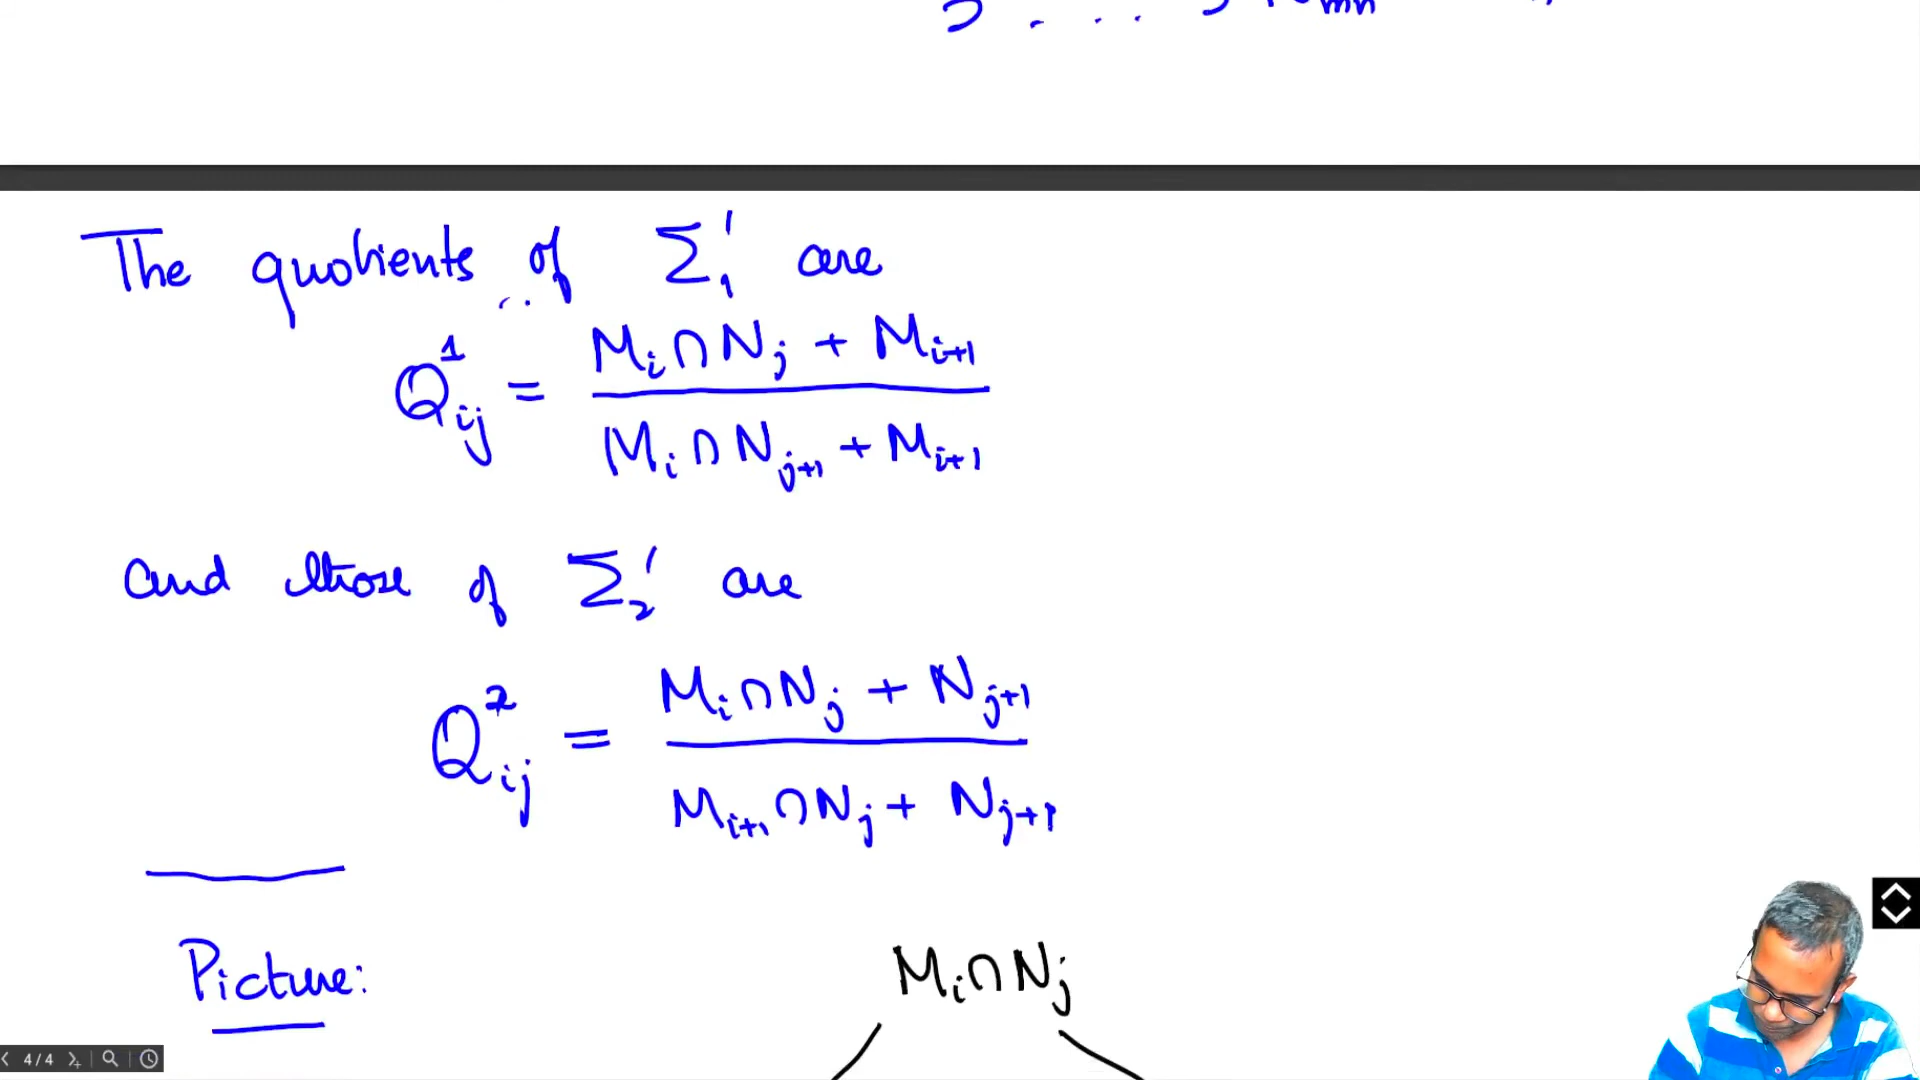 The quotients of Σ₁' are
Q¹ᵢⱼ = (Mᵢ ∩ Nⱼ + Mᵢ₊₁) / (Mᵢ ∩ Nⱼ₊₁ + Mᵢ₊₁)
and those of Σ₂' are
Q²ᵢⱼ = (Mᵢ ∩ Nⱼ + Nⱼ₊₁) / (Mᵢ₊₁ ∩ Nⱼ + Nⱼ₊₁)
Picture:
Mᵢ ∩ Nⱼ
4/4